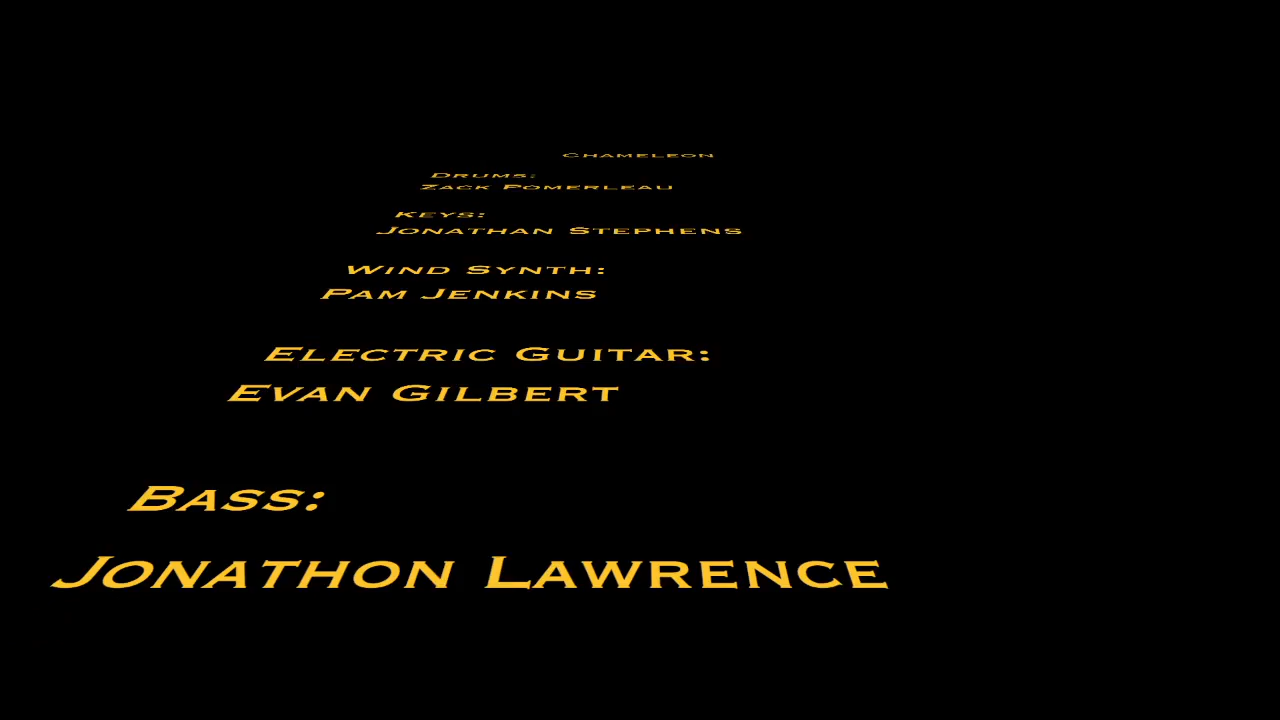 Chameleon
Drums:
Zack Pomerleau
Keys:
Jonathan Stephens
Wind Synth:
Pam Jenkins
Electric Guitar:
Evan Gilbert
Bass:
Jonathon Lawrence